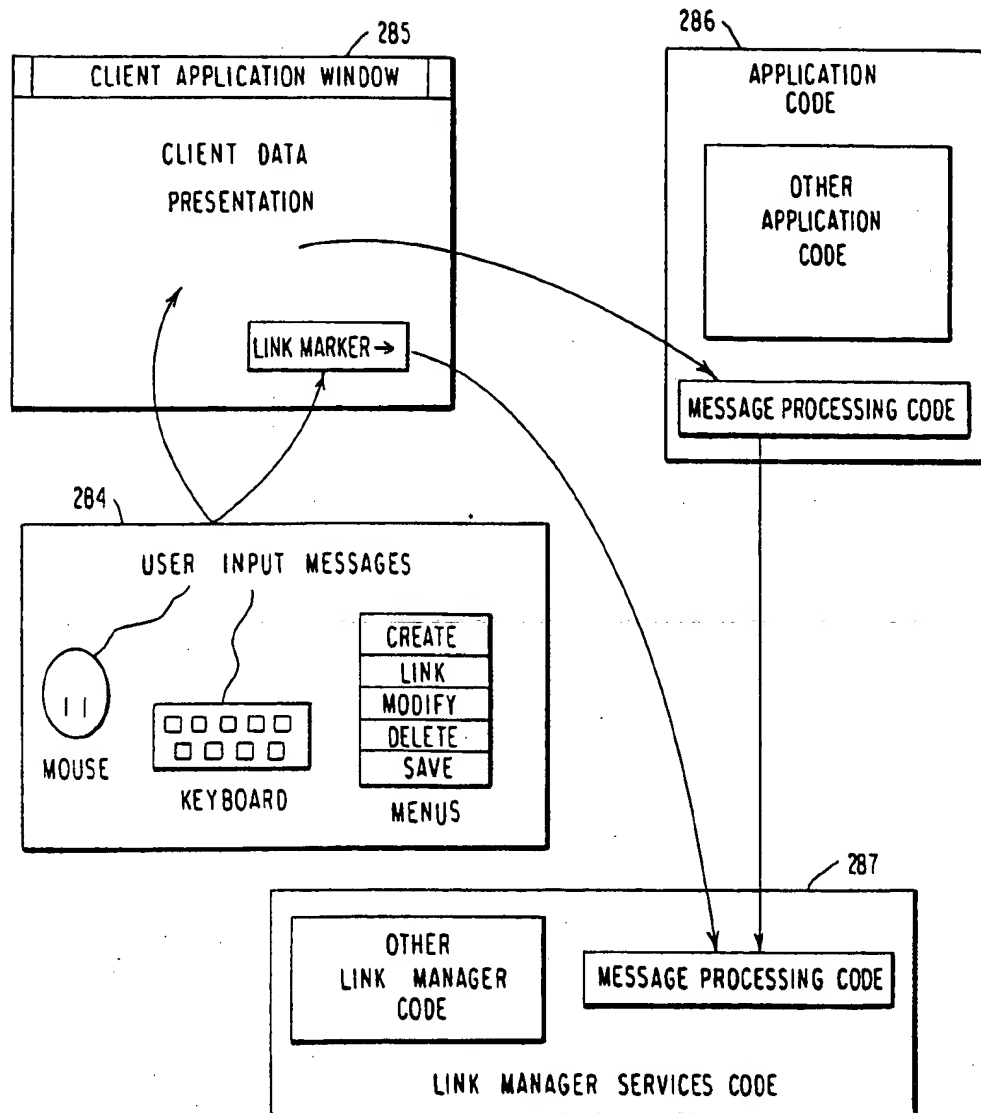 285
CLIENT APPLICATION WINDOW
CLIENT DATA
PRESENTATION
LINK MARKER →
286
APPLICATION
CODE
OTHER
APPLICATION
CODE
MESSAGE PROCESSING CODE
284
USER INPUT MESSAGES
MOUSE
KEYBOARD
CREATE
LINK
MODIFY
DELETE
SAVE
MENUS
287
OTHER
LINK MANAGER
CODE
MESSAGE PROCESSING CODE
LINK MANAGER SERVICES CODE